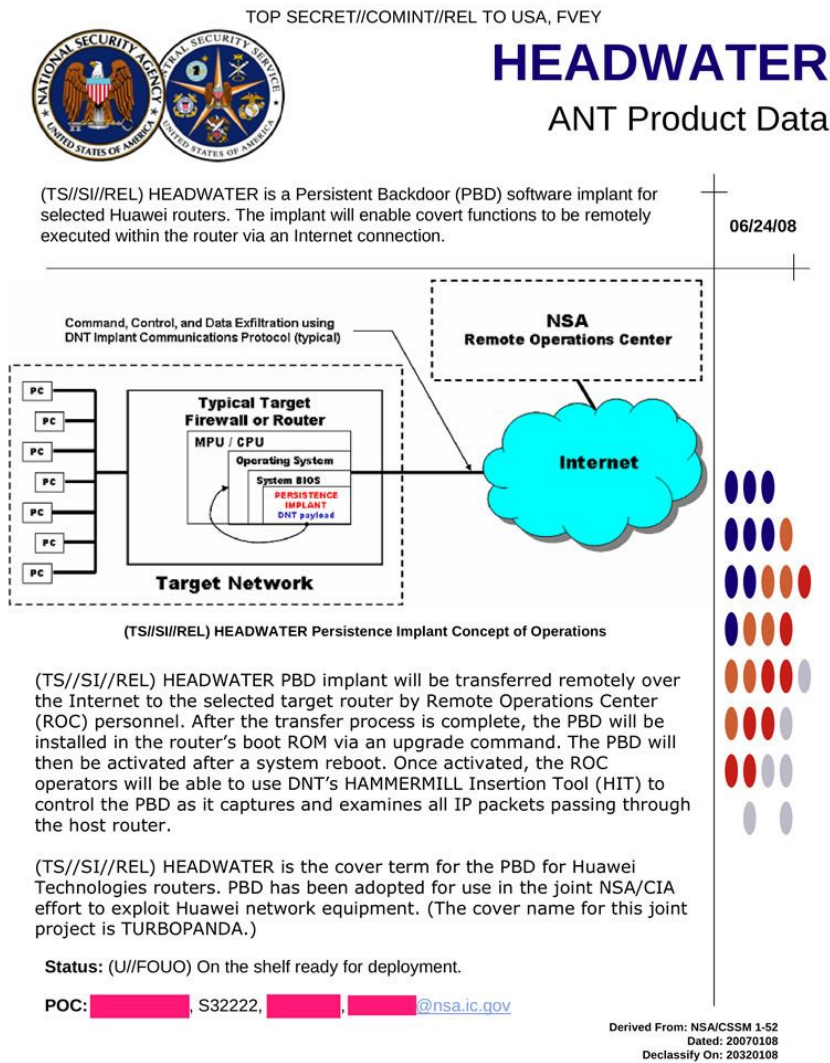 TOP SECRET//COMINT//REL TO USA, FVEY
NATIONAL SECURITY AGENCY
UNITED STATES OF AMERICA
CENTRAL SECURITY SERVICE
UNITED STATES OF AMERICA
HEADWATER
ANT Product Data
(TS//SI//REL) HEADWATER is a Persistent Backdoor (PBD) software implant for
selected Huawei routers. The implant will enable covert functions to be remotely
executed within the router via an Internet connection.
06/24/08
Command, Control, and Data Exfiltration using
DNT Implant Communications Protocol (typical)
NSA
Remote Operations Center
PC
PC
PC
PC
PC
PC
PC
Typical Target
Firewall or Router
MPU / CPU
Operating System
System BIOS
PERSISTENCE
IMPLANT
DNT payload
Internet
Target Network
(TS//SI//REL) HEADWATER Persistence Implant Concept of Operations
(TS//SI//REL) HEADWATER PBD implant will be transferred remotely over
the Internet to the selected target router by Remote Operations Center
(ROC) personnel. After the transfer process is complete, the PBD will be
installed in the router's boot ROM via an upgrade command. The PBD will
then be activated after a system reboot. Once activated, the ROC
operators will be able to use DNT's HAMMERMILL Insertion Tool (HIT) to
control the PBD as it captures and examines all IP packets passing through
the host router.
(TS//SI//REL) HEADWATER is the cover term for the PBD for Huawei
Technologies routers. PBD has been adopted for use in the joint NSA/CIA
effort to exploit Huawei network equipment. (The cover name for this joint
project is TURBOPANDA.)
Status: (U//FOUO) On the shelf ready for deployment.
POC: , S32222, , @nsa.ic.gov
Derived From: NSA/CSSM 1-52
Dated: 20070108
Declassify On: 20320108